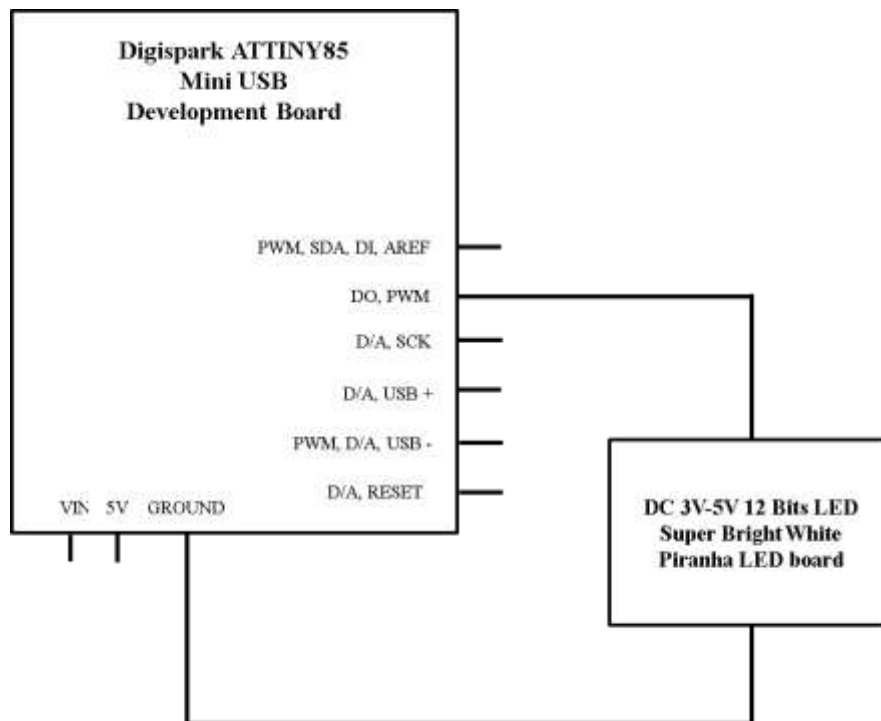 Digispark ATTINY85
Mini USB
Development Board
PWM, SDA, DI, AREF
DO, PWM
D/A, SCK
D/A, USB +
PWM, D/A, USB -
D/A, RESET
VIN 5V GROUND
DC 3V-5V 12 Bits LED
Super Bright White
Piranha LED board